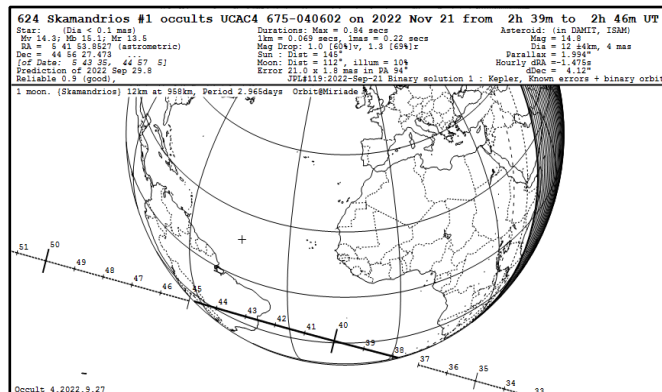 624 Skamandrios #1 occults UCAC4 675-040602 on 2022 Nov 21 from 2h 39m to 2h 46m UT
Star: (Dia < 0.1 mas)
Mv 14.3; Mb 15.1; Mr 13.5
RA = 5 41 53.8527 (astrometric)
Dec = 44 56 27.473 ...
[of Date: 5 43 35, 44 57 5]
Prediction of 2022 Sep 29.8
Reliable 0.9 (good),
Durations: Max = 0.84 secs
1km = 0.069 secs, 1mas = 0.22 secs
Mag Drop: 1.0 [60%]v, 1.3 [69%]r
Sun : Dist = 145°
Moon: Dist = 112°, illum = 10%
Error 21.0 x 1.8 mas in PA 94°
Asteroid: (in DAMIT, ISAM)
Mag = 14.8
Dia = 12 ±4km, 4 mas
Parallax = 1.994"
Hourly dRA =-1.475s
dDec = 4.12"
JPL#119:2022-Sep-21 Binary solution 1 : Kepler, Known errors + binary orbit
1 moon. {Skamandrios} 12km at 958km, Period 2.965days Orbit@Miriade
51
50
49
48
47
46
45
44
43
42
41
40
39
38
37
36
35
34
33
Occult 4.2022.9.27